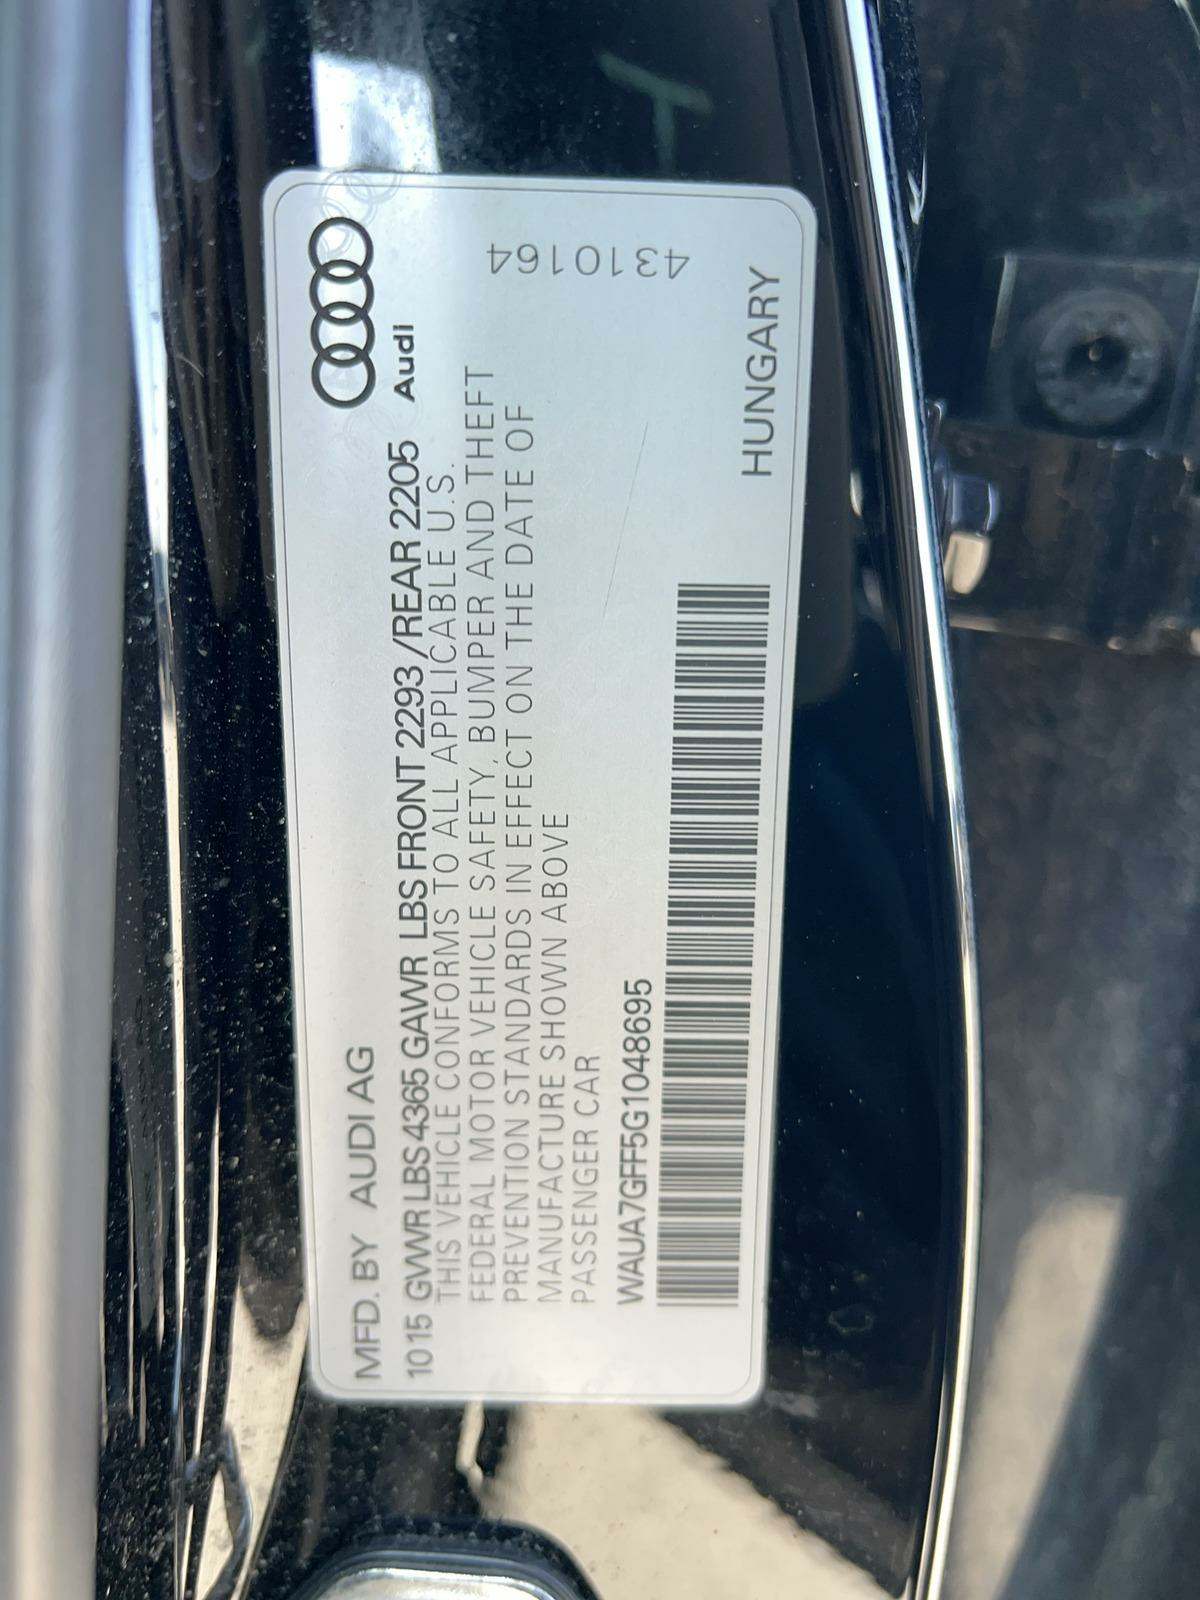 MFD. BY AUDI AG
Audi
10 15 GVWR LBS 4365 GAWR LBS FRONT 2293 /REAR 2205
THIS VEHICLE CONFORMS TO ALL APPLICABLE U.S.
FEDERAL MOTOR VEHICLE SAFETY, BUMPER AND THEFT
PREVENTION STANDARDS IN EFFECT ON THE DATE OF
MANUFACTURE SHOWN ABOVE
PASSENGER CAR
4310164
WAUA7GFF5G1048695
HUNGARY